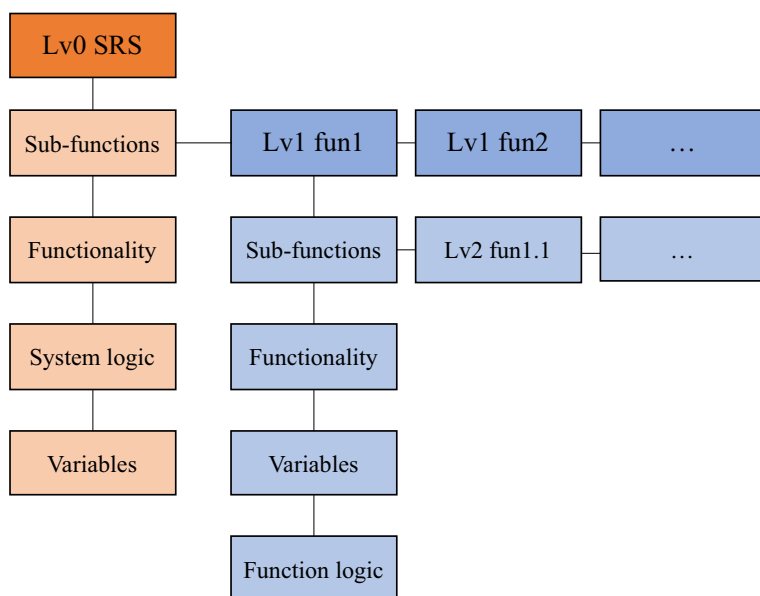 Lv0 SRS
Sub-functions
Lv1 fun1
Lv1 fun2
…
Functionality
Sub-functions
Lv2 fun1.1
…
System logic
Functionality
Variables
Variables
Function logic